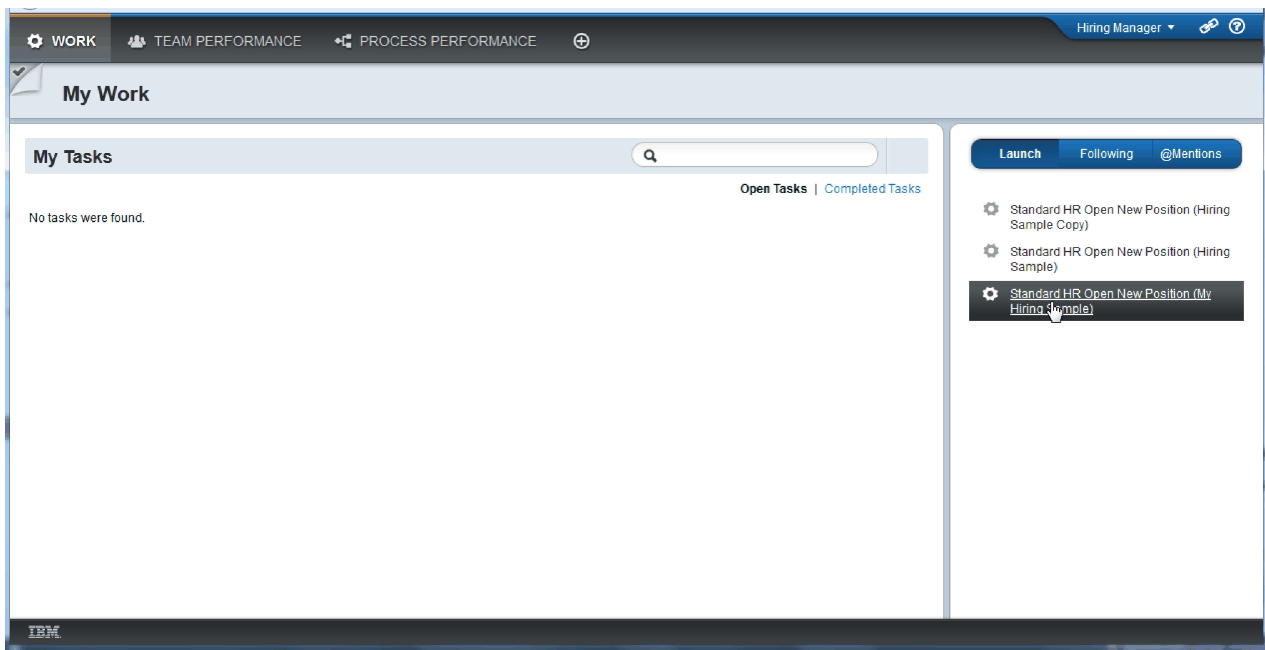 WORK TEAM PERFORMANCE PROCESS PERFORMANCE Hiring Manager
My Work
My Tasks
Open Tasks | Completed Tasks
No tasks were found.
Launch Following @Mentions
Standard HR Open New Position (Hiring
Sample Copy)
Standard HR Open New Position (Hiring
Sample)
Standard HR Open New Position (My
Hiring Sample)
IBM